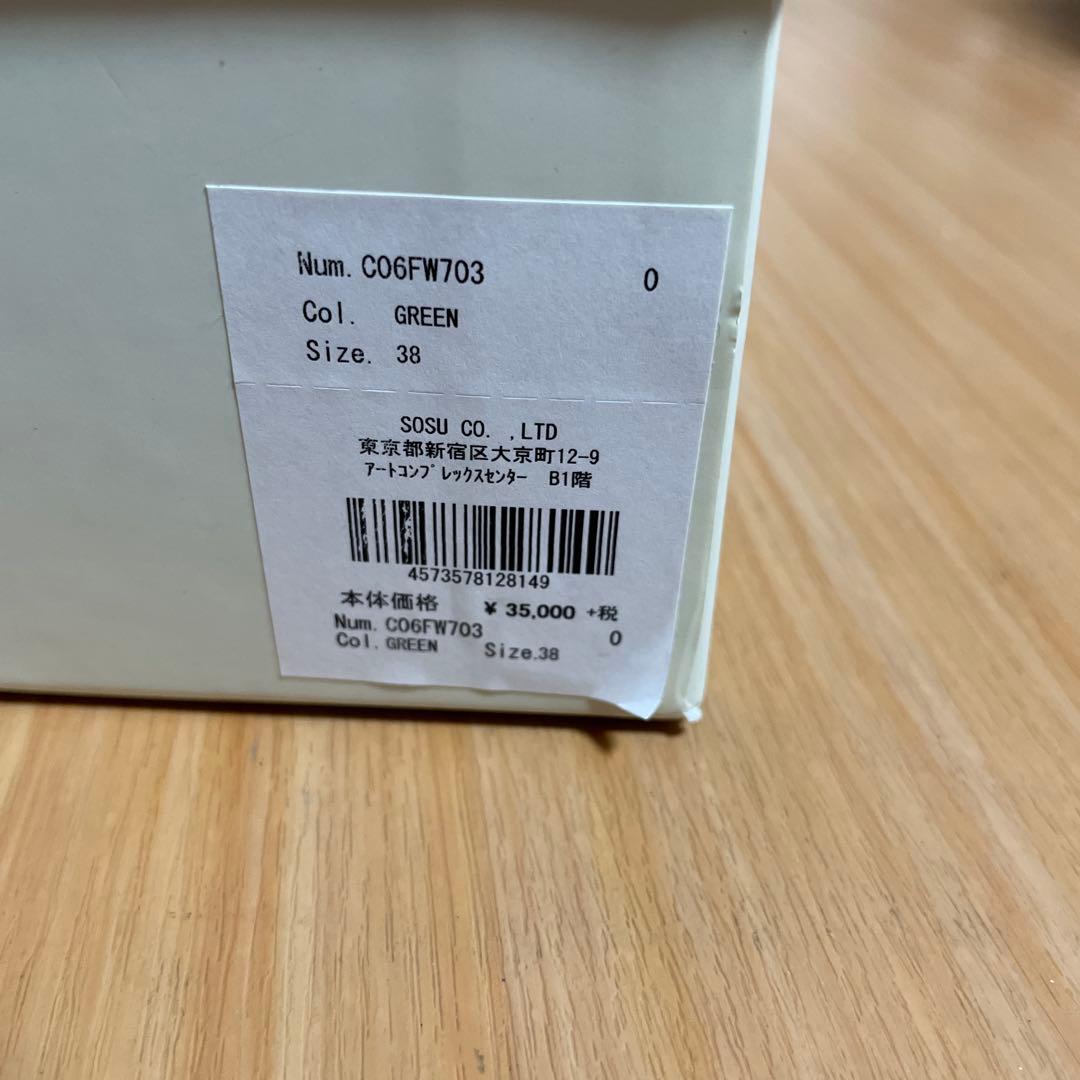 Num. C06FW703 0
Col. GREEN
Size. 38
SOSU CO. ,LTD
東京都新宿区大京町12-9
ｱｰﾄｺﾝﾌﾟﾚｯｸｽｾﾝﾀｰ B1階
4573578128149
本体価格 ¥ 35,000 +税
Num. C06FW703 0
Col. GREEN Size.38